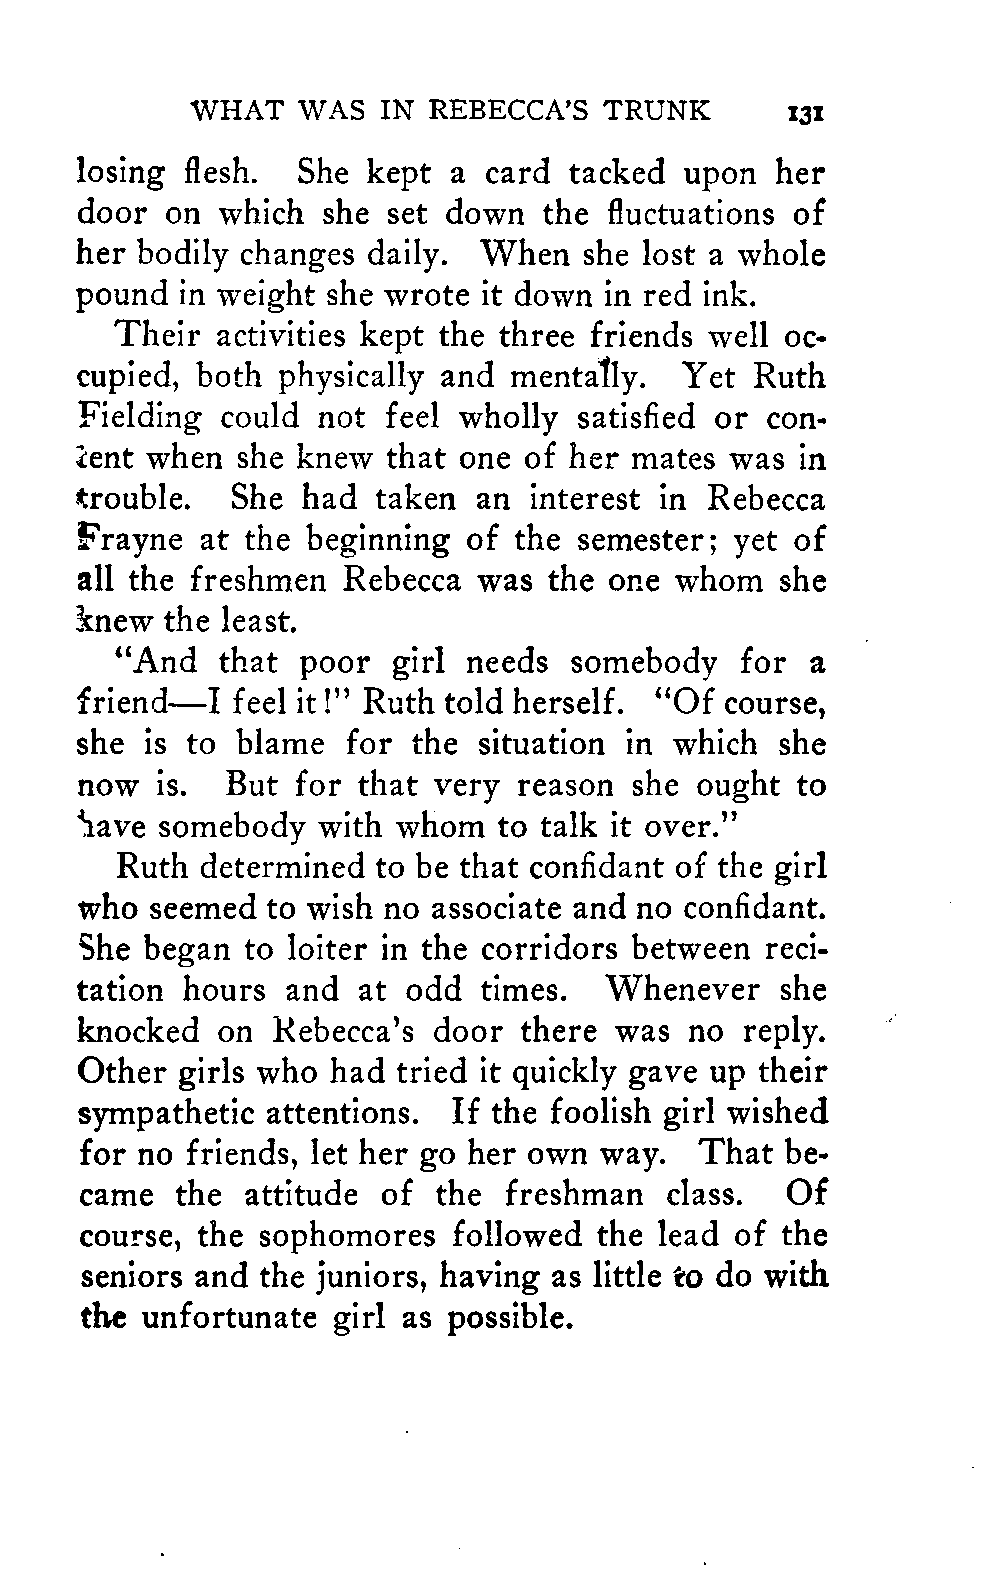 WHAT WAS IN REBECCA'S TRUNK 131
losing flesh. She kept a card tacked upon her
door on which she set down the fluctuations of
her bodily changes daily. When she lost a whole
pound in weight she wrote it down in red ink.
Their activities kept the three friends well oc-
cupied, both physically and mentally. Yet Ruth
Fielding could not feel wholly satisfied or con-
tent when she knew that one of her mates was in
trouble. She had taken an interest in Rebecca
Frayne at the beginning of the semester; yet of
all the freshmen Rebecca was the one whom she
knew the least.
"And that poor girl needs somebody for a
friend—I feel it!" Ruth told herself. "Of course,
she is to blame for the situation in which she
now is. But for that very reason she ought to
have somebody with whom to talk it over."
Ruth determined to be that confidant of the girl
who seemed to wish no associate and no confidant.
She began to loiter in the corridors between reci-
tation hours and at odd times. Whenever she
knocked on Rebecca's door there was no reply.
Other girls who had tried it quickly gave up their
sympathetic attentions. If the foolish girl wished
for no friends, let her go her own way. That be-
came the attitude of the freshman class. Of
course, the sophomores followed the lead of the
seniors and the juniors, having as little to do with
the unfortunate girl as possible.